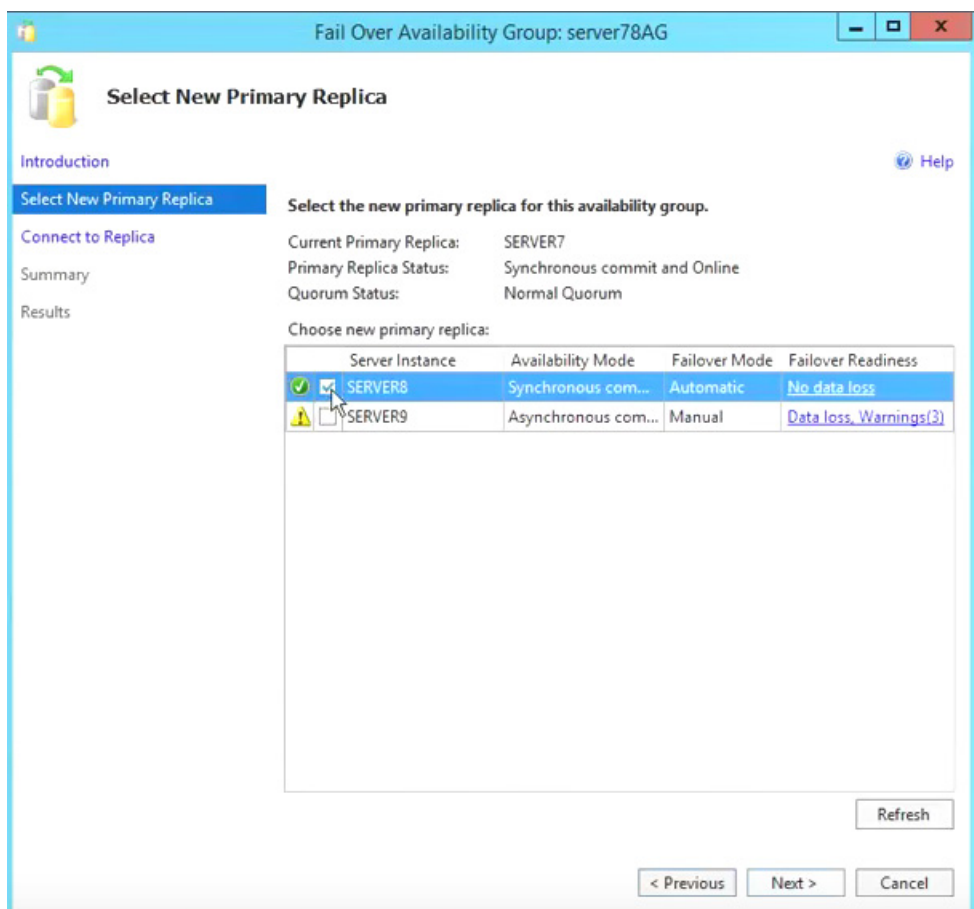 Fail Over Availability Group: server78AG
Select New Primary Replica
Introduction
Help
Select New Primary Replica
Connect to Replica
Summary
Results
Select the new primary replica for this availability group.
Current Primary Replica: SERVER7
Primary Replica Status: Synchronous commit and Online
Quorum Status: Normal Quorum
Choose new primary replica:
Server Instance Availability Mode Failover Mode Failover Readiness
SERVER8 Synchronous com... Automatic No data loss
SERVER9 Asynchronous com... Manual Data loss, Warnings(3)
Refresh
< Previous Next > Cancel